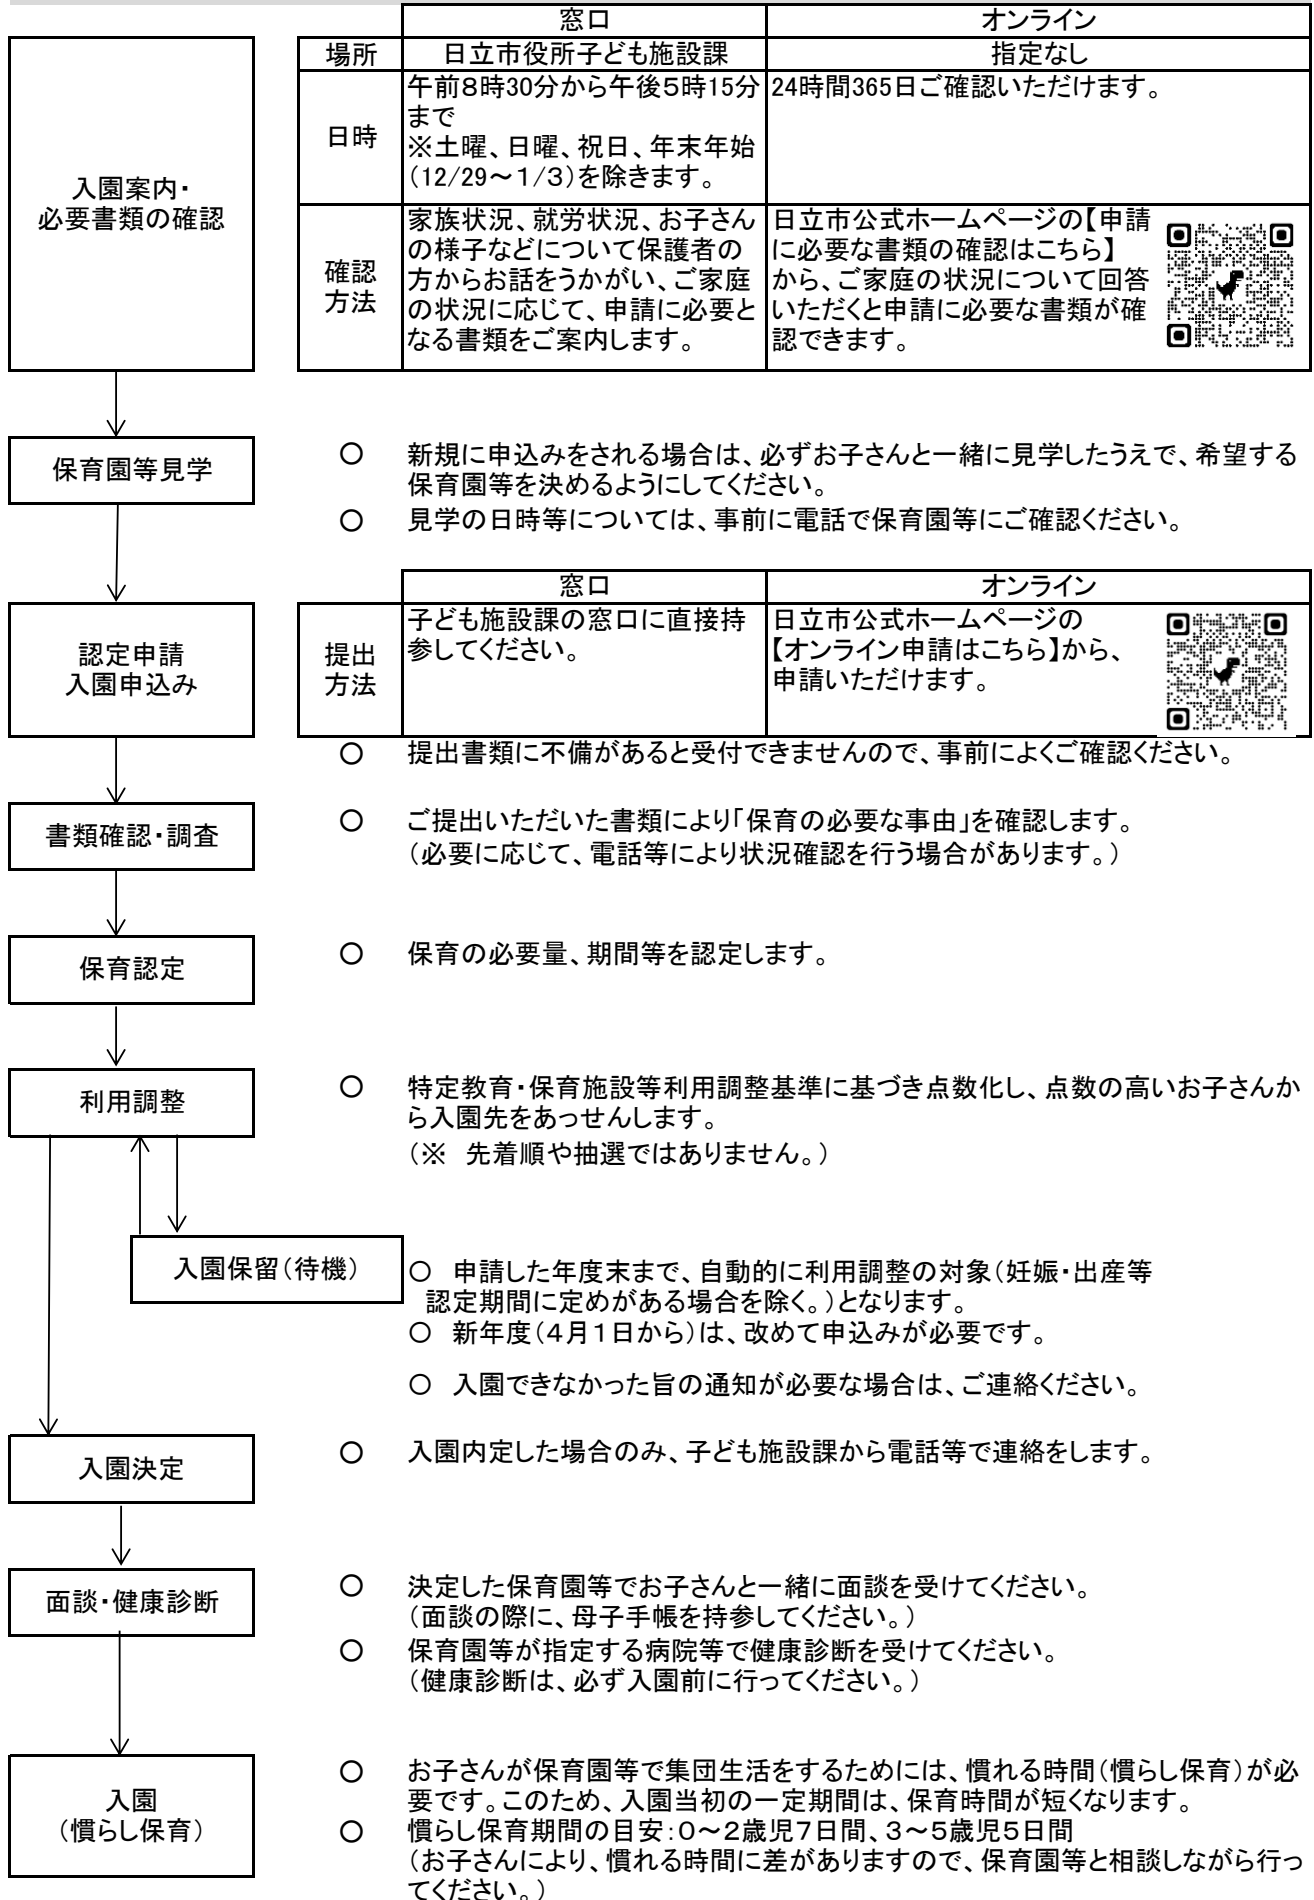 窓口 オンライン
場所 日立市役所子ども施設課 指定なし
入園案内・
必要書類の確認
日時
午前8時30分から午後5時15分
まで
※土曜、日曜、祝日、年末年始
(12/29～1/3)を除きます。
24時間365日ご確認いただけます。
確認
方法
家族状況、就労状況、お子さん
の様子などについて保護者の
方からお話をうかがい、ご家庭
の状況に応じて、申請に必要と
なる書類をご案内します。
日立市公式ホームページの【申請
に必要な書類の確認はこちら】
から、ご家庭の状況について回答
いただくと申請に必要な書類が確
認できます。
保育園等見学
○ 新規に申込みをされる場合は、必ずお子さんと一緒に見学したうえで、希望する
保育園等を決めるようにしてください。
○ 見学の日時等については、事前に電話で保育園等にご確認ください。
窓口 オンライン
認定申請
入園申込み
提出
方法
子ども施設課の窓口に直接持
参してください。
日立市公式ホームページの
【オンライン申請はこちら】から、
申請いただけます。
○ 提出書類に不備があると受付できませんので、事前によくご確認ください。
書類確認・調査
○ ご提出いただいた書類により「保育の必要な事由」を確認します。
(必要に応じて、電話等により状況確認を行う場合があります。)
保育認定
○ 保育の必要量、期間等を認定します。
利用調整
○ 特定教育・保育施設等利用調整基準に基づき点数化し、点数の高いお子さんか
ら入園先をあっせんします。
(※ 先着順や抽選ではありません。)
入園保留(待機)
○ 申請した年度末まで、自動的に利用調整の対象(妊娠・出産等
認定期間に定めがある場合を除く。)となります。
○ 新年度(4月1日から)は、改めて申込みが必要です。
○ 入園できなかった旨の通知が必要な場合は、ご連絡ください。
入園決定
○ 入園内定した場合のみ、子ども施設課から電話等で連絡をします。
面談・健康診断
○ 決定した保育園等でお子さんと一緒に面談を受けてください。
(面談の際に、母子手帳を持参してください。)
○ 保育園等が指定する病院等で健康診断を受けてください。
(健康診断は、必ず入園前に行ってください。)
入園
(慣らし保育)
○ お子さんが保育園等で集団生活をするためには、慣れる時間(慣らし保育)が必
要です。このため、入園当初の一定期間は、保育時間が短くなります。
○ 慣らし保育期間の目安:0～2歳児7日間、3～5歳児5日間
(お子さんにより、慣れる時間に差がありますので、保育園等と相談しながら行っ
てください。)